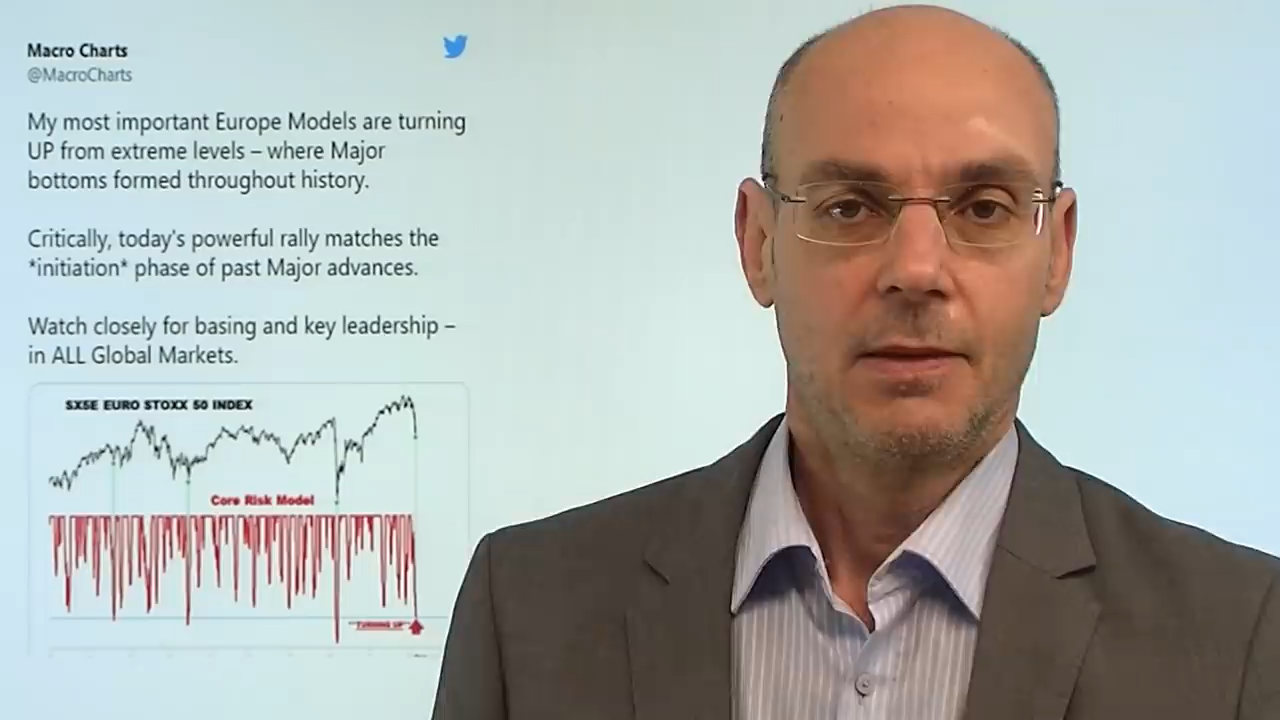 Macro Charts
@MacroCharts
My most important Europe Models are turning
UP from extreme levels – where Major
bottoms formed throughout history.
Critically, today's powerful rally matches the
*initiation* phase of past Major advances.
Watch closely for basing and key leadership –
in ALL Global Markets.
SX5E EURO STOXX 50 INDEX
Core Risk Model
TURNING UP